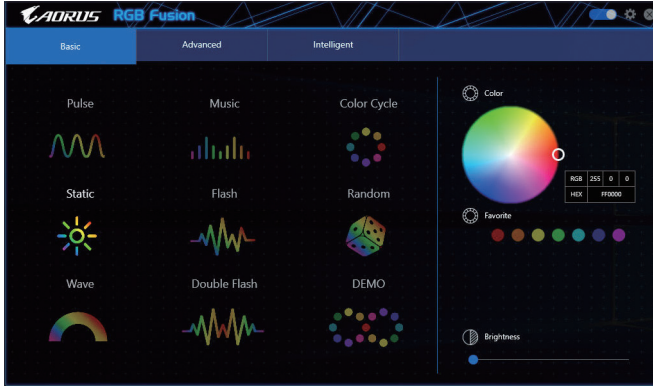 AORUS RGB Fusion
Basic Advanced Intelligent
Pulse Music Color Cycle
Static Flash Random
Wave Double Flash DEMO
Color
RGB 255 0 0
HEX FF0000
Favorite
Brightness